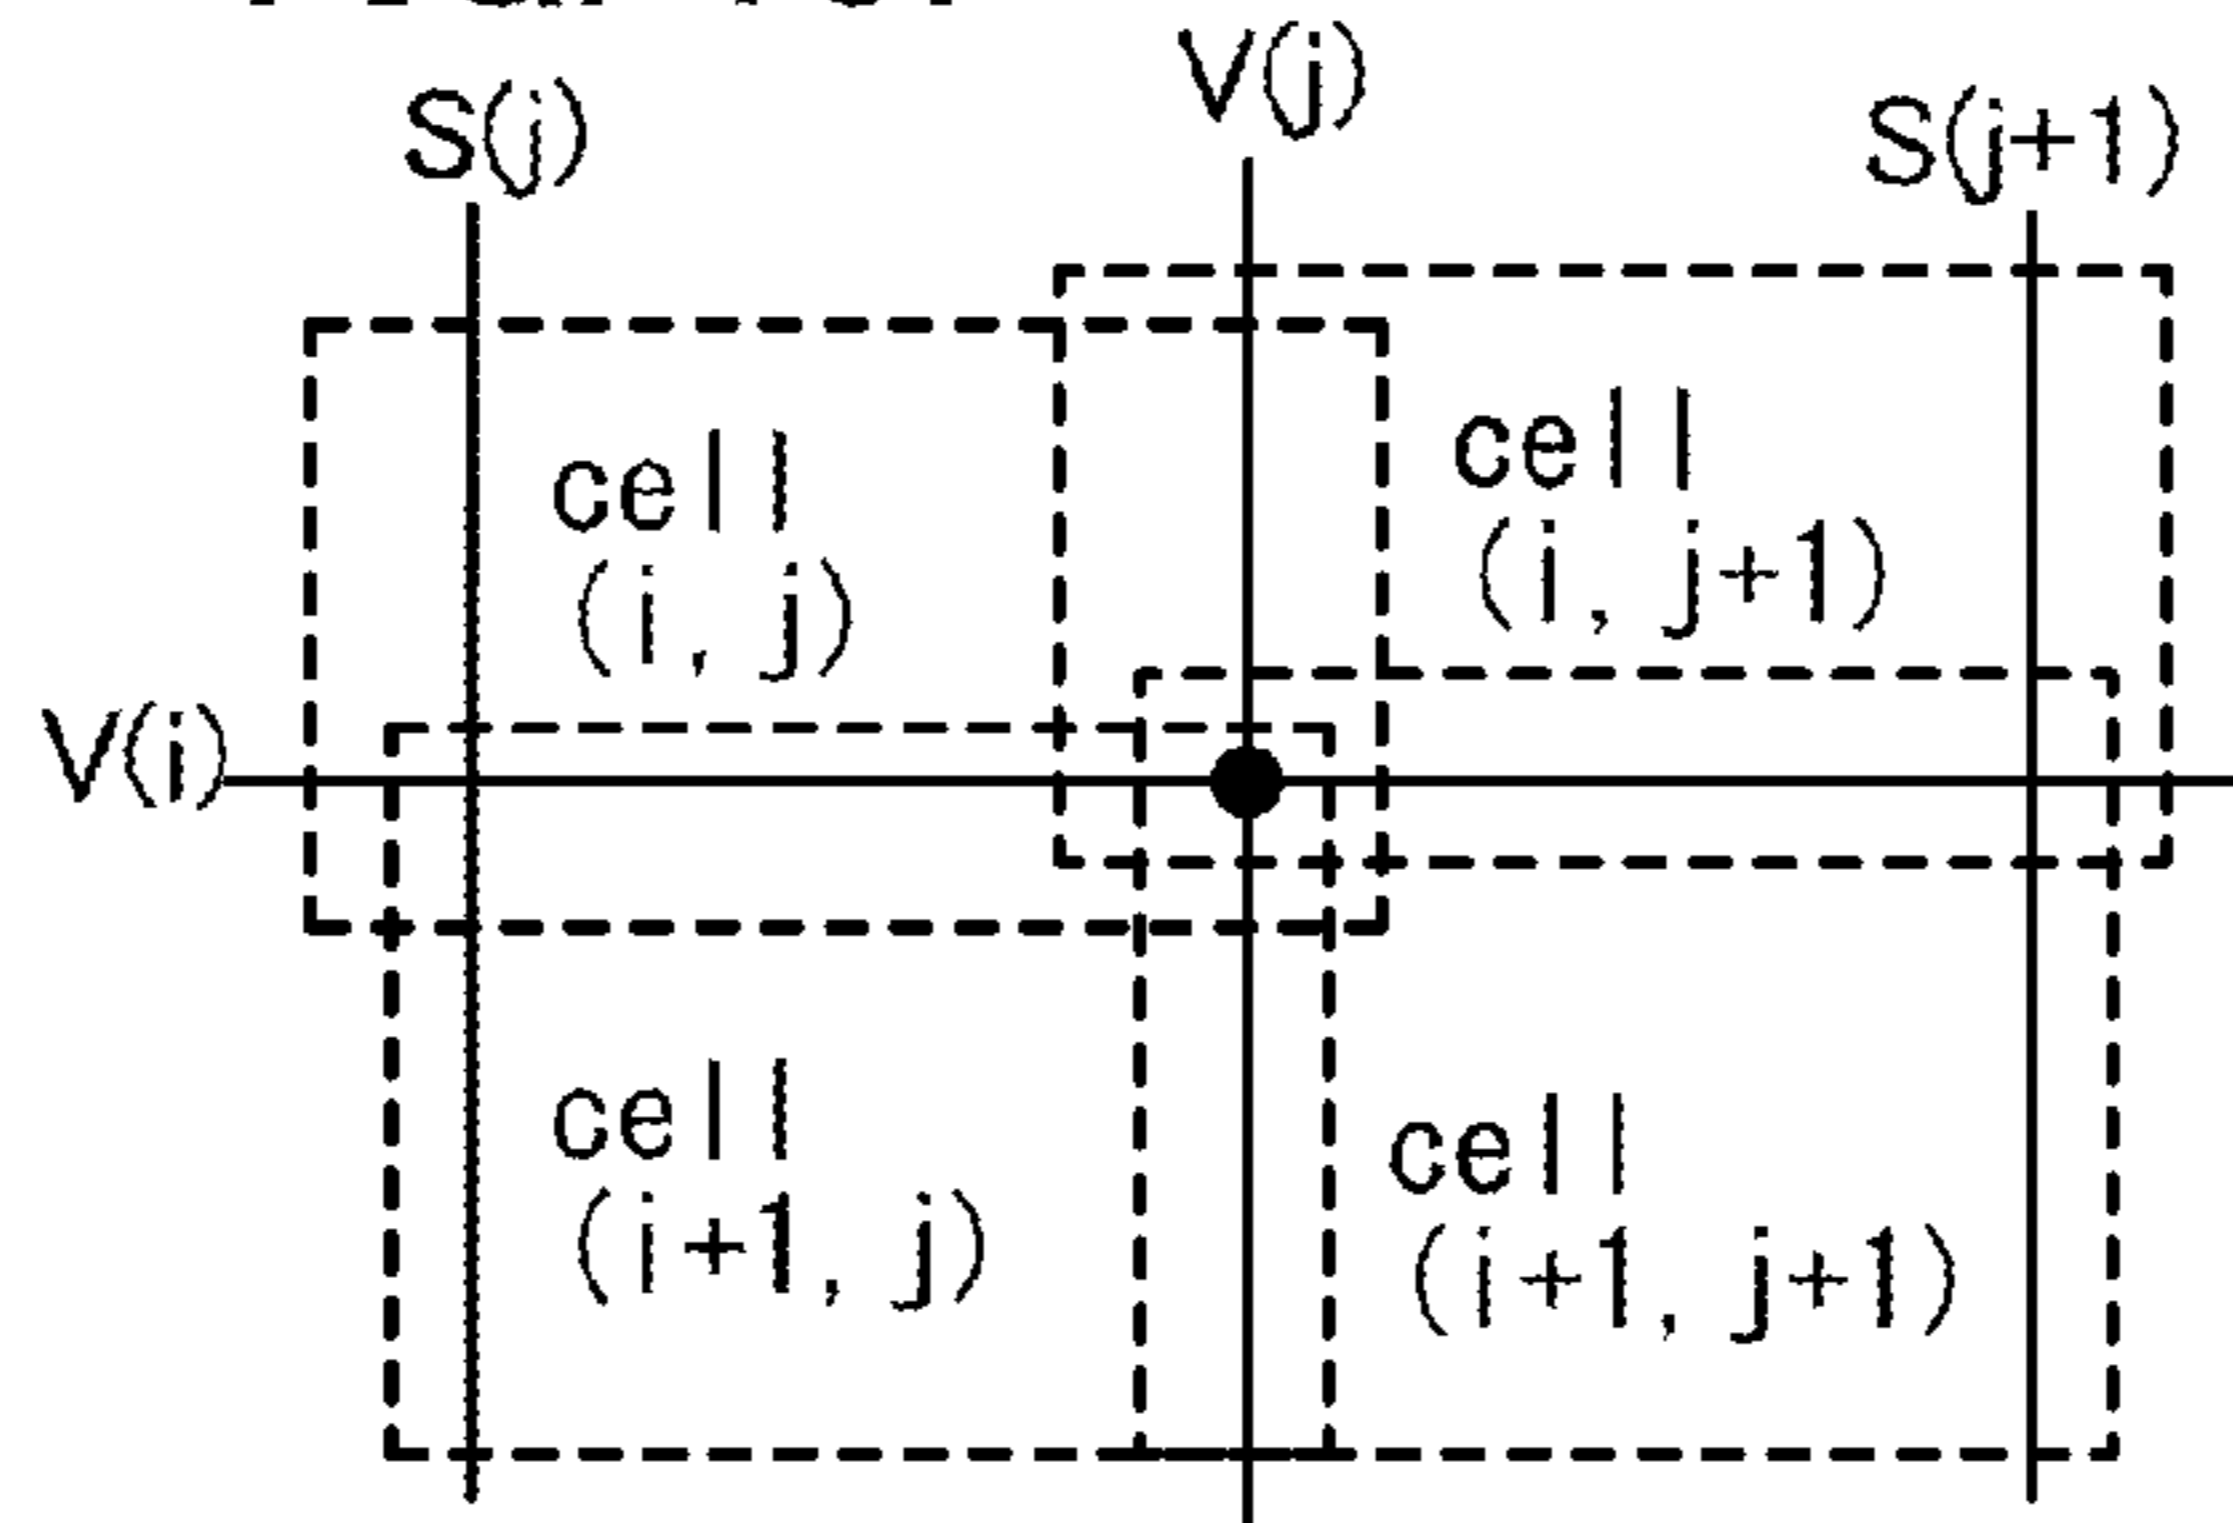 V(j)
S(j)
S(j+1)
cell
(i, j)
cell
(i, j+1)
V(i)
cell
(i+1, j)
cell
(i+1, j+1)